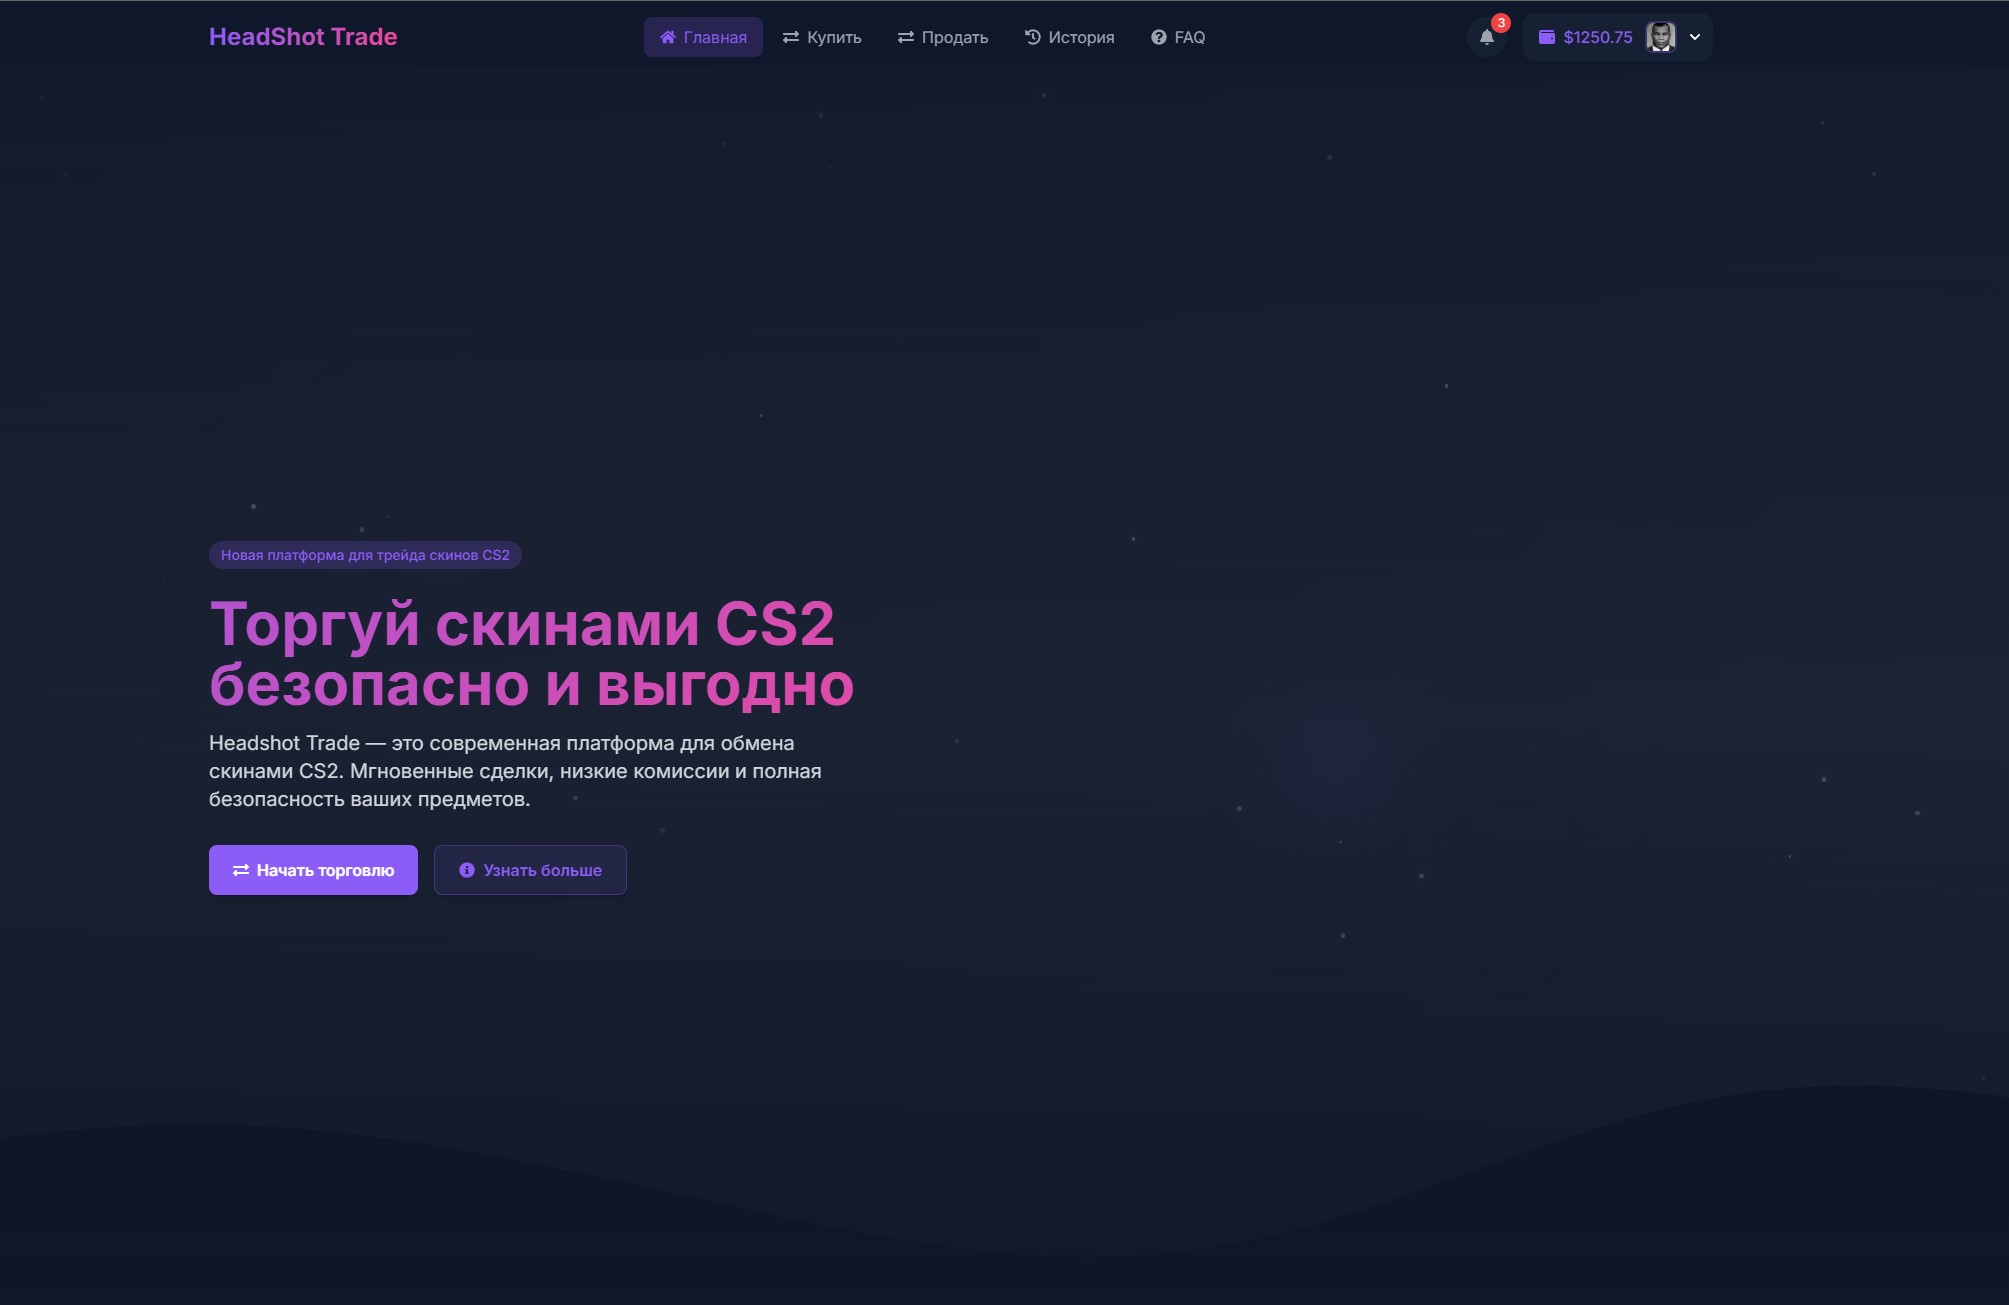 HeadShot Trade
Главная
Купить
Продать
История
FAQ
3
$1250.75
Новая платформа для трейда скинов CS2
Торгуй скинами CS2
безопасно и выгодно
Headshot Trade — это современная платформа для обмена
скинами CS2. Мгновенные сделки, низкие комиссии и полная
безопасность ваших предметов.
Начать торговлю
Узнать больше